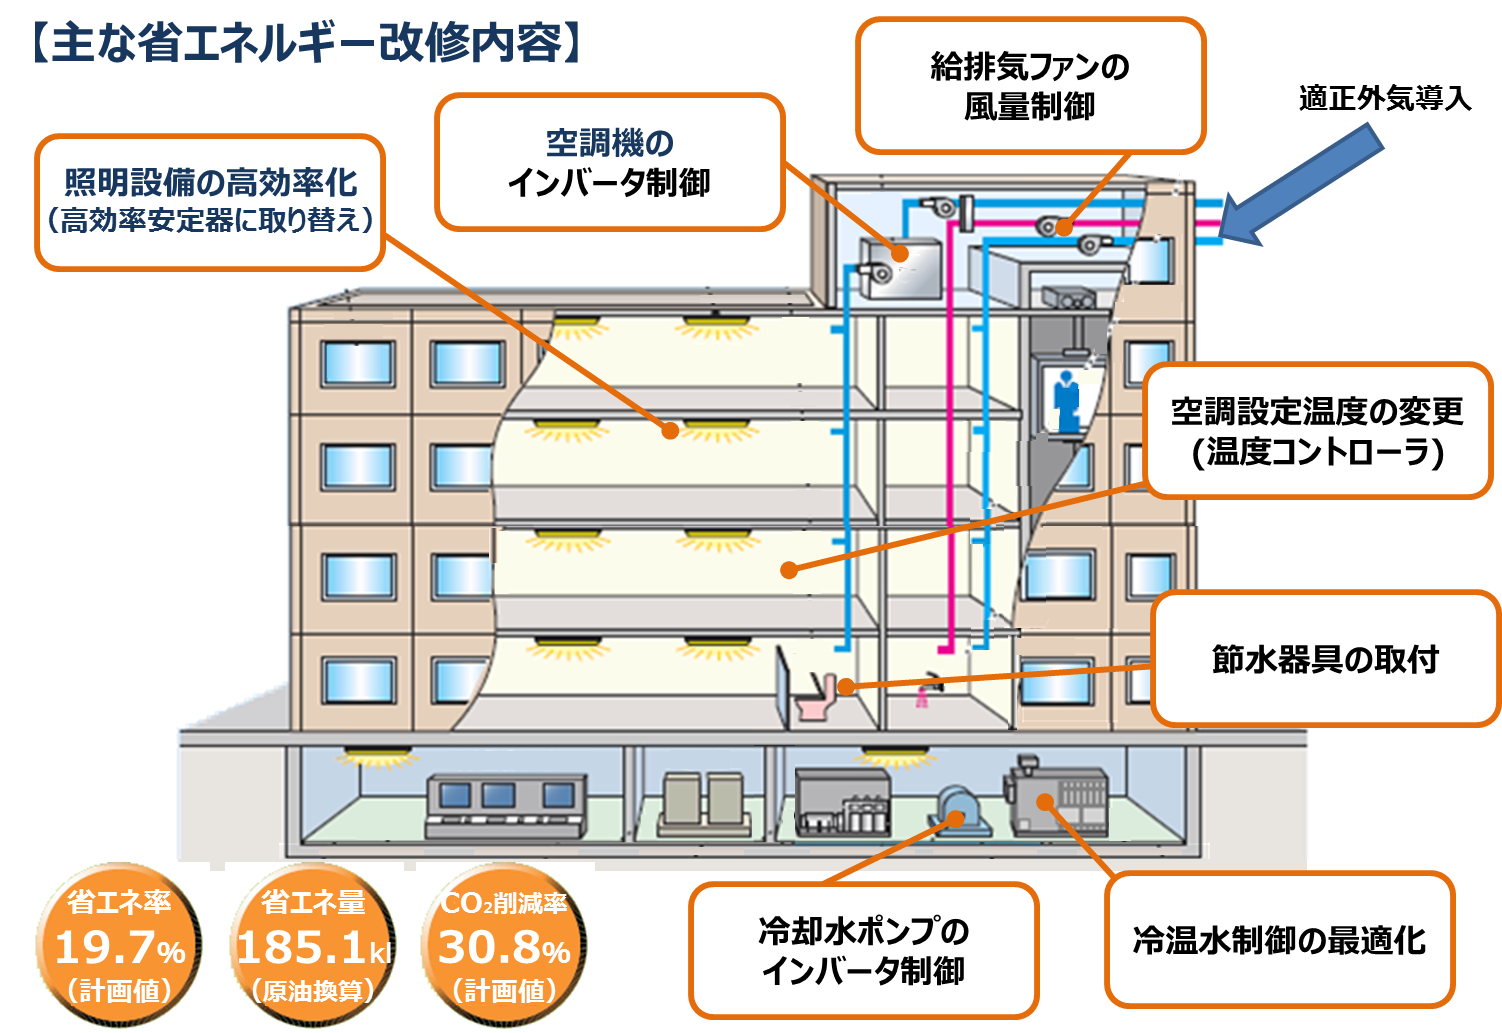 【主な省エネルギー改修内容】
給排気ファンの
風量制御
適正外気導入
空調機の
インバータ制御
照明設備の高効率化
（高効率安定器に取り替え）
空調設定温度の変更
(温度コントローラ)
節水器具の取付
冷却水ポンプの
インバータ制御
冷温水制御の最適化
省エネ率
19.7%
（計画値）
省エネ量
185.1kl
（原油換算）
CO₂削減率
30.8%
（計画値）